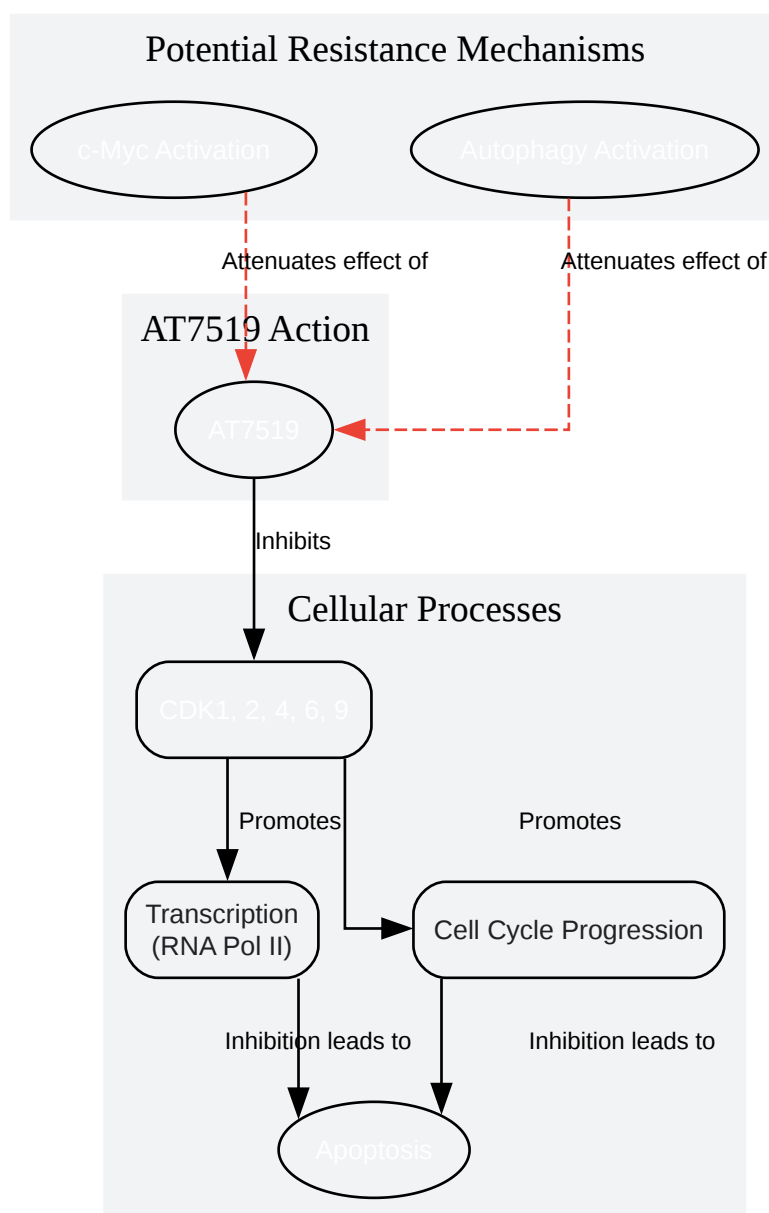 Potential Resistance Mechanisms
c-Myc Activation
Autophagy Activation
Attenuates effect of
Attenuates effect of
AT7519 Action
AT7519
Inhibits
Cellular Processes
CDK1, 2, 4, 6, 9
Promotes
Promotes
Transcription
(RNA Pol II)
Cell Cycle Progression
Inhibition leads to
Inhibition leads to
Apoptosis